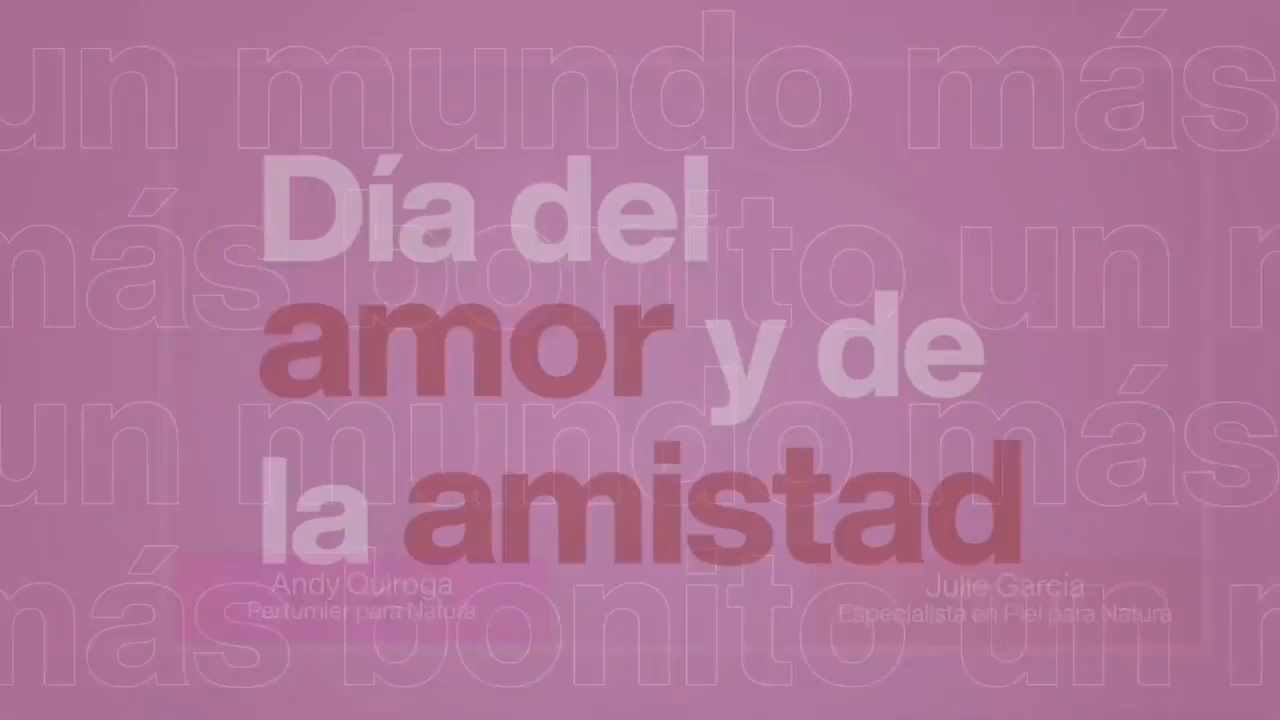 un mundo más
Día del
más bonito un
amor y de
un mundo más
la amistad
Andy Quiroga
Perfumier para Natura
Julie García
Especialista en Piel para Natura
más bonito un